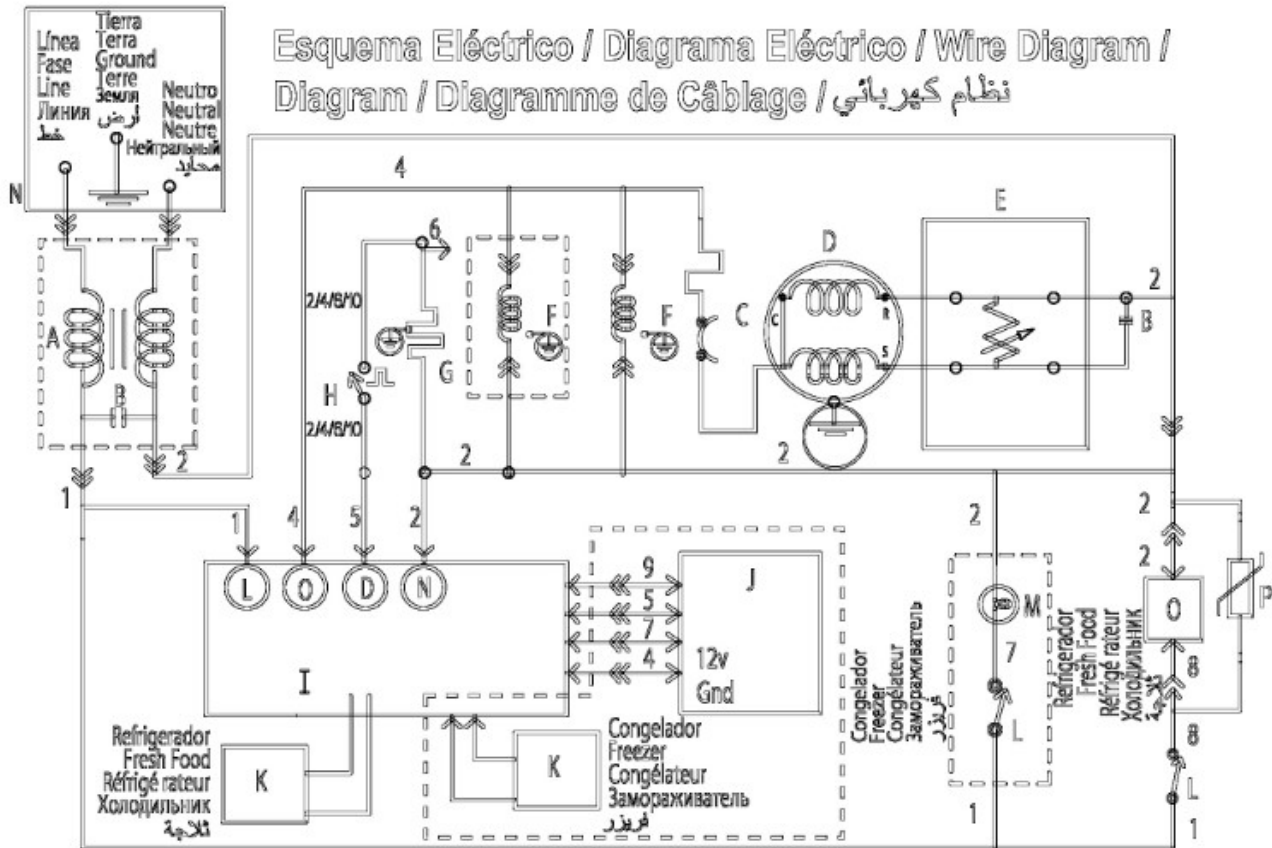 Esquema Eléctrico / Diagrama Eléctrico / Wire Diagram /
Diagram / Diagramme de Câblage / نظام كهربائي
Línea
Fase
Line
Линия
خط
Tierra
Terra
Ground
Terre
Земля
أرض
Neutro
Neutral
Neutre
Нейтральный
محايد
N
4
6
E
D
2
2/4/8/10
F
F
C
C
R
S
B
A
G
H
B
2/4/8/10
2
2
2
1
1
4
5
2
2
2
L
O
D
N
9
J
5
7
12v
4
Gnd
I
2
M
7
L
O
P
8
8
L
Congelador
Freezer
Congélateur
Замораживатель
فريزر
Refrigerador
Fresh Food
Réfrigé rateur
Холодильник
ثلاجة
Refrigerador
Fresh Food
Réfrigé rateur
Холодильник
ثلاجة
K
K
Congelador
Freezer
Congélateur
Замораживатель
فريزر
1
1